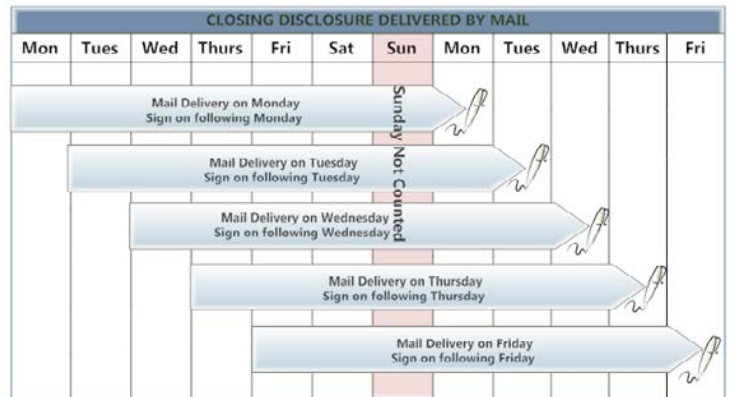 CLOSING DISCLOSURE DELIVERED BY MAIL
Mon Tues Wed Thurs Fri Sat Sun Mon Tues Wed Thurs Fri
Mail Delivery on Monday
Sign on following Monday
Sunday Not Counted
Mail Delivery on Tuesday
Sign on following Tuesday
Mail Delivery on Wednesday
Sign on following Wednesday
Mail Delivery on Thursday
Sign on following Thursday
Mail Delivery on Friday
Sign on following Friday